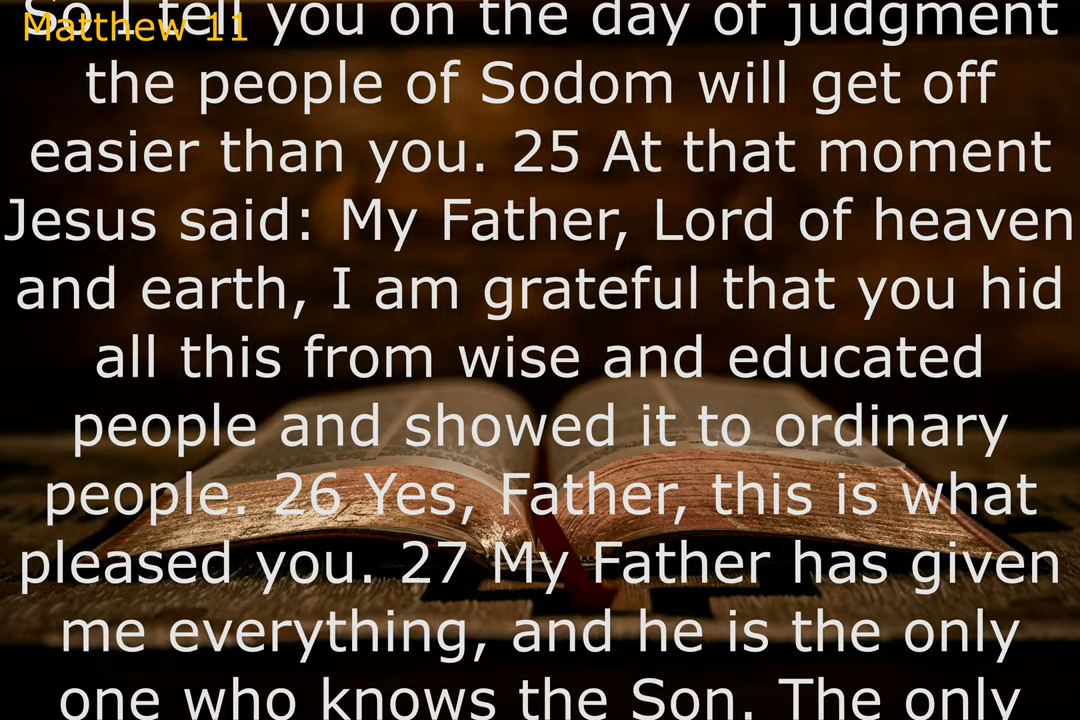 Matthew 11
So I tell you on the day of judgment
the people of Sodom will get off
easier than you. 25 At that moment
Jesus said: My Father, Lord of heaven
and earth, I am grateful that you hid
all this from wise and educated
people and showed it to ordinary
people. 26 Yes, Father, this is what
pleased you. 27 My Father has given
me everything, and he is the only
one who knows the Son. The only